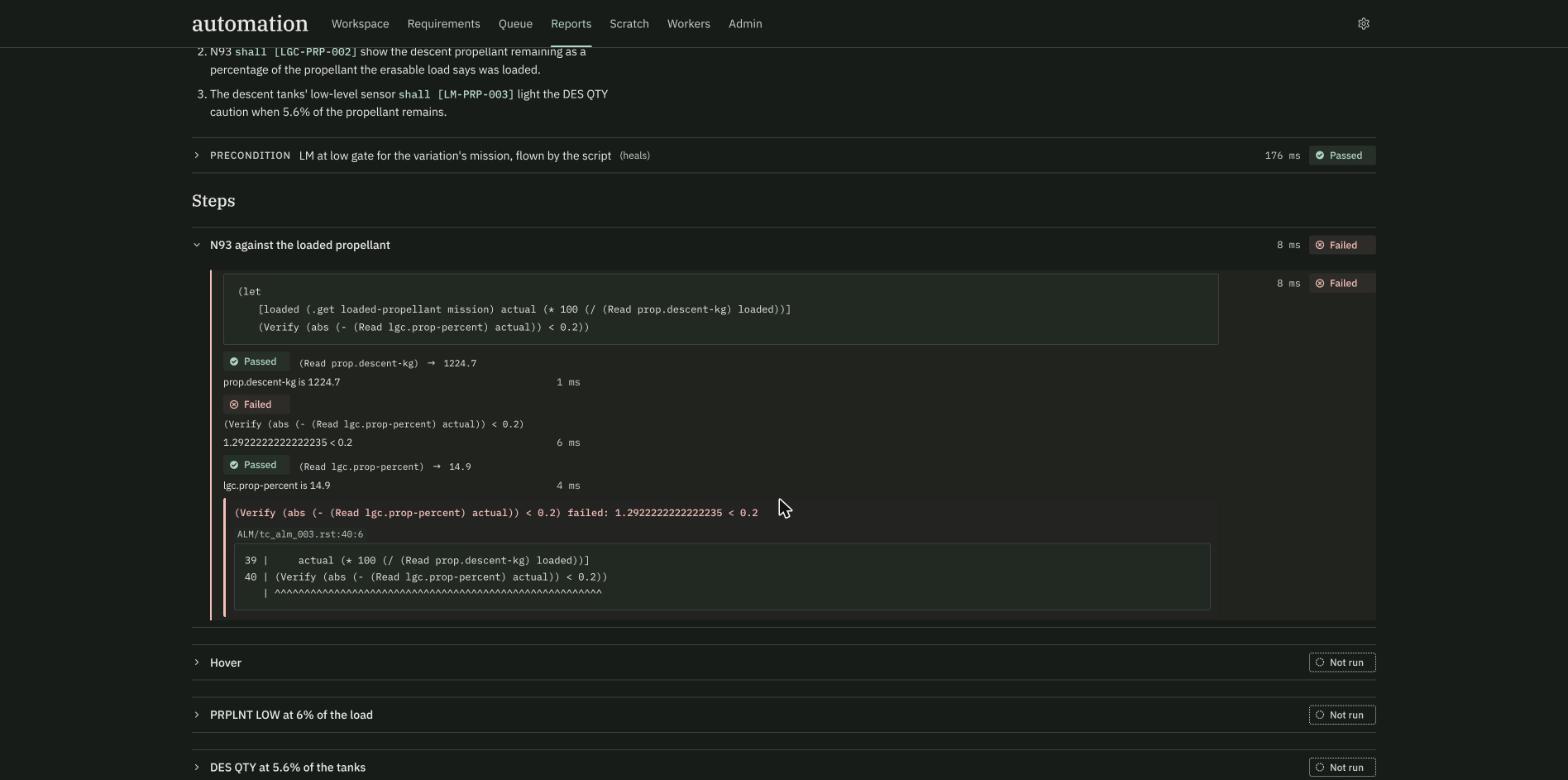 automation Workspace Requirements Queue Reports Scratch Workers Admin
2. N93 shall [LGC-PRP-002] show the descent propellant remaining as a
percentage of the propellant the erasable load says was loaded.
3. The descent tanks' low-level sensor shall [LM-PRP-003] light the DES QTY
caution when 5.6% of the propellant remains.
PRECONDITION LM at low gate for the variation's mission, flown by the script (heals) 176 ms Passed
Steps
N93 against the loaded propellant 8 ms Failed
8 ms Failed
(let
[loaded (.get loaded-propellant mission) actual (* 100 (/ (Read prop.descent-kg) loaded))]
(Verify (abs (- (Read lgc.prop-percent) actual)) < 0.2))
Passed (Read prop.descent-kg) → 1224.7
prop.descent-kg is 1224.7 1 ms
Failed
(Verify (abs (- (Read lgc.prop-percent) actual)) < 0.2)
1.2922222222222235 < 0.2 6 ms
Passed (Read lgc.prop-percent) → 14.9
lgc.prop-percent is 14.9 4 ms
(Verify (abs (- (Read lgc.prop-percent) actual)) < 0.2) failed: 1.2922222222222235 < 0.2
ALM/tc_alm_003.rst:40:6
39 | actual (* 100 (/ (Read prop.descent-kg) loaded))]
40 | (Verify (abs (- (Read lgc.prop-percent) actual)) < 0.2))
| ^^^^^^^^^^^^^^^^^^^^^^^^^^^^^^^^^^^^^^^^^^^^^^^^^^^^^^^
Hover Not run
PRPLNT LOW at 6% of the load Not run
DES QTY at 5.6% of the tanks Not run